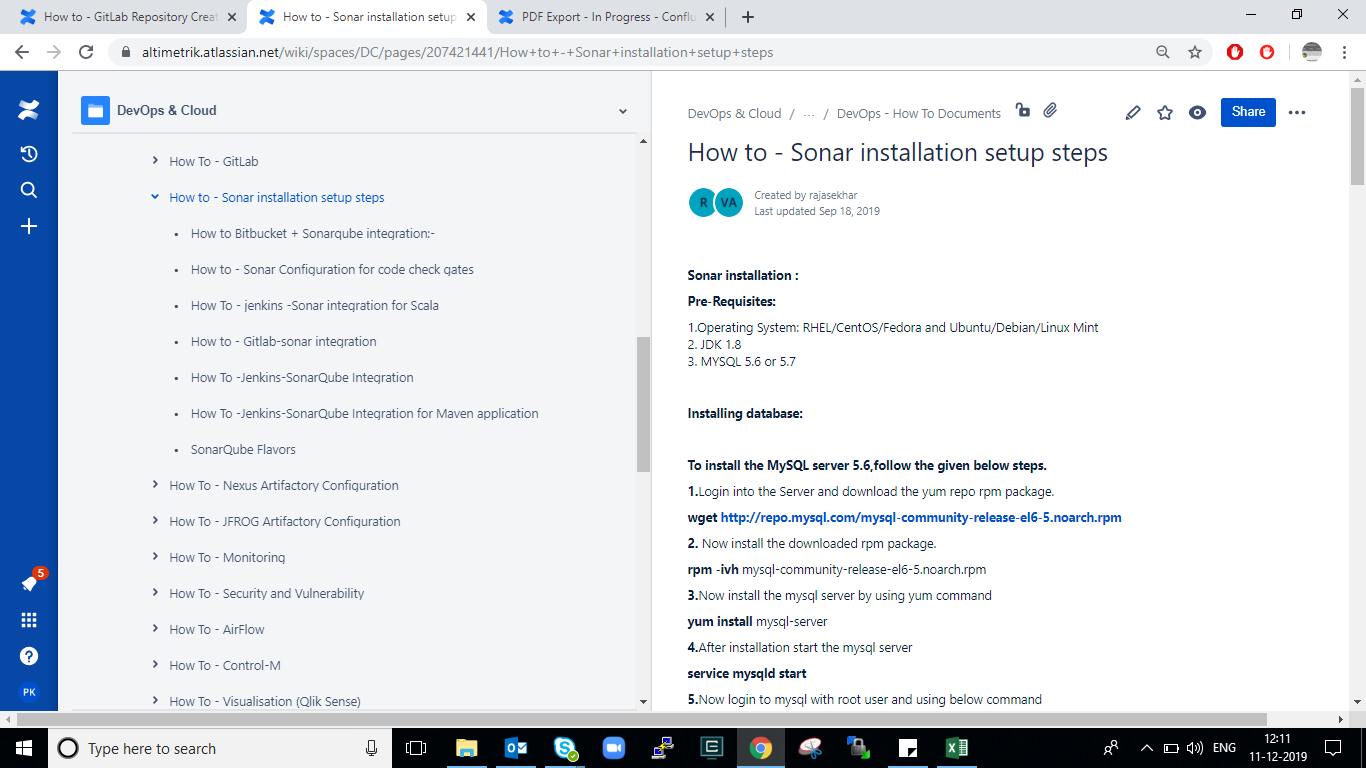 How to - GitLab Repository Creat
How to - Sonar installation setup
PDF Export - In Progress - Conflu
altimetrik.atlassian.net/wiki/spaces/DC/pages/207421441/How+to+-+Sonar+installation+setup+steps
DevOps & Cloud
How To - GitLab
How to - Sonar installation setup steps
• How to Bitbucket + Sonarqube integration:-
• How to - Sonar Configuration for code check gates
• How To - jenkins -Sonar integration for Scala
• How to - Gitlab-sonar integration
• How To -Jenkins-SonarQube Integration
• How To -Jenkins-SonarQube Integration for Maven application
• SonarQube Flavors
How To - Nexus Artifactory Configuration
How To - JFROG Artifactory Configuration
How To - Monitoring
How To - Security and Vulnerability
How To - AirFlow
How To - Control-M
How To - Visualisation (Qlik Sense)
5
PK
DevOps & Cloud / ... / DevOps - How To Documents
Share
How to - Sonar installation setup steps
R VA
Created by rajasekhar
Last updated Sep 18, 2019
Sonar installation :
Pre-Requisites:
1.Operating System: RHEL/CentOS/Fedora and Ubuntu/Debian/Linux Mint
2. JDK 1.8
3. MYSQL 5.6 or 5.7
Installing database:
To install the MySQL server 5.6,follow the given below steps.
1.Login into the Server and download the yum repo rpm package.
wget http://repo.mysql.com/mysql-community-release-el6-5.noarch.rpm
2. Now install the downloaded rpm package.
rpm -ivh mysql-community-release-el6-5.noarch.rpm
3.Now install the mysql server by using yum command
yum install mysql-server
4.After installation start the mysql server
service mysqld start
5.Now login to mysql with root user and using below command
Type here to search
ENG
12:11
11-12-2019